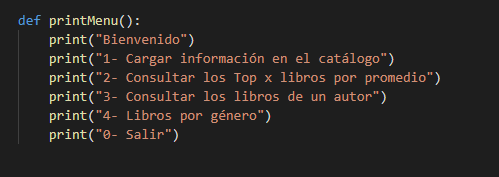 def printMenu():
    print("Bienvenido")
    print("1- Cargar información en el catálogo")
    print("2- Consultar los Top x libros por promedio")
    print("3- Consultar los libros de un autor")
    print("4- Libros por género")
    print("0- Salir")